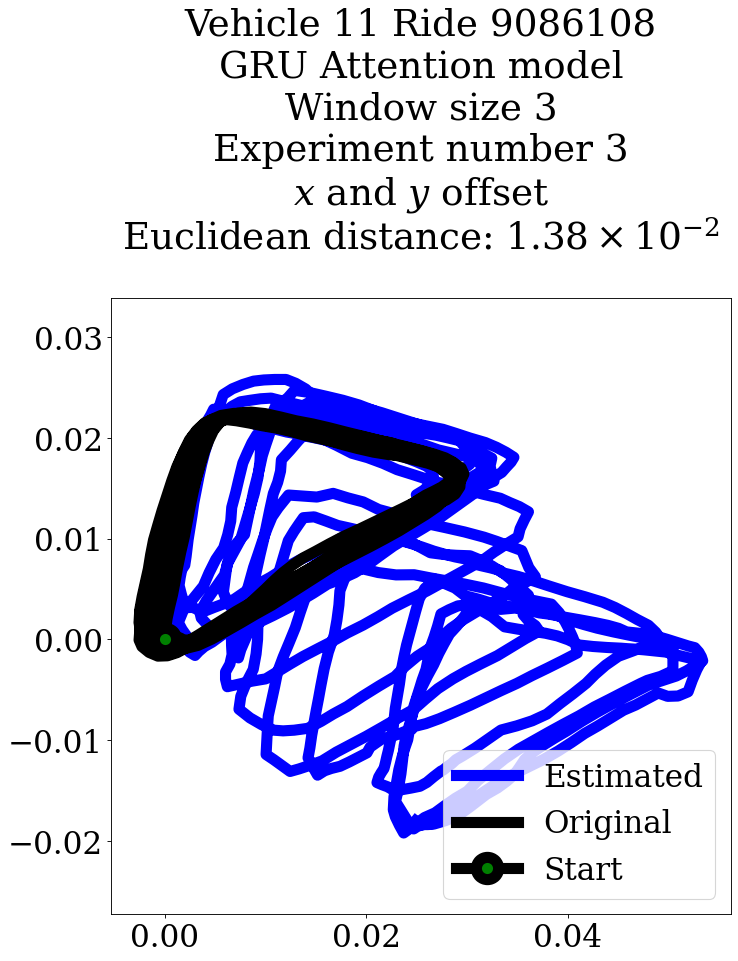 Vehicle 11 Ride 9086108
GRU Attention model
Window size 3
Experiment number 3
x and y offset
Euclidean distance: 1.38 × 10⁻²
0.03
0.02
0.01
0.00
−0.01
−0.02
Estimated
Original
Start
0.00 0.02 0.04